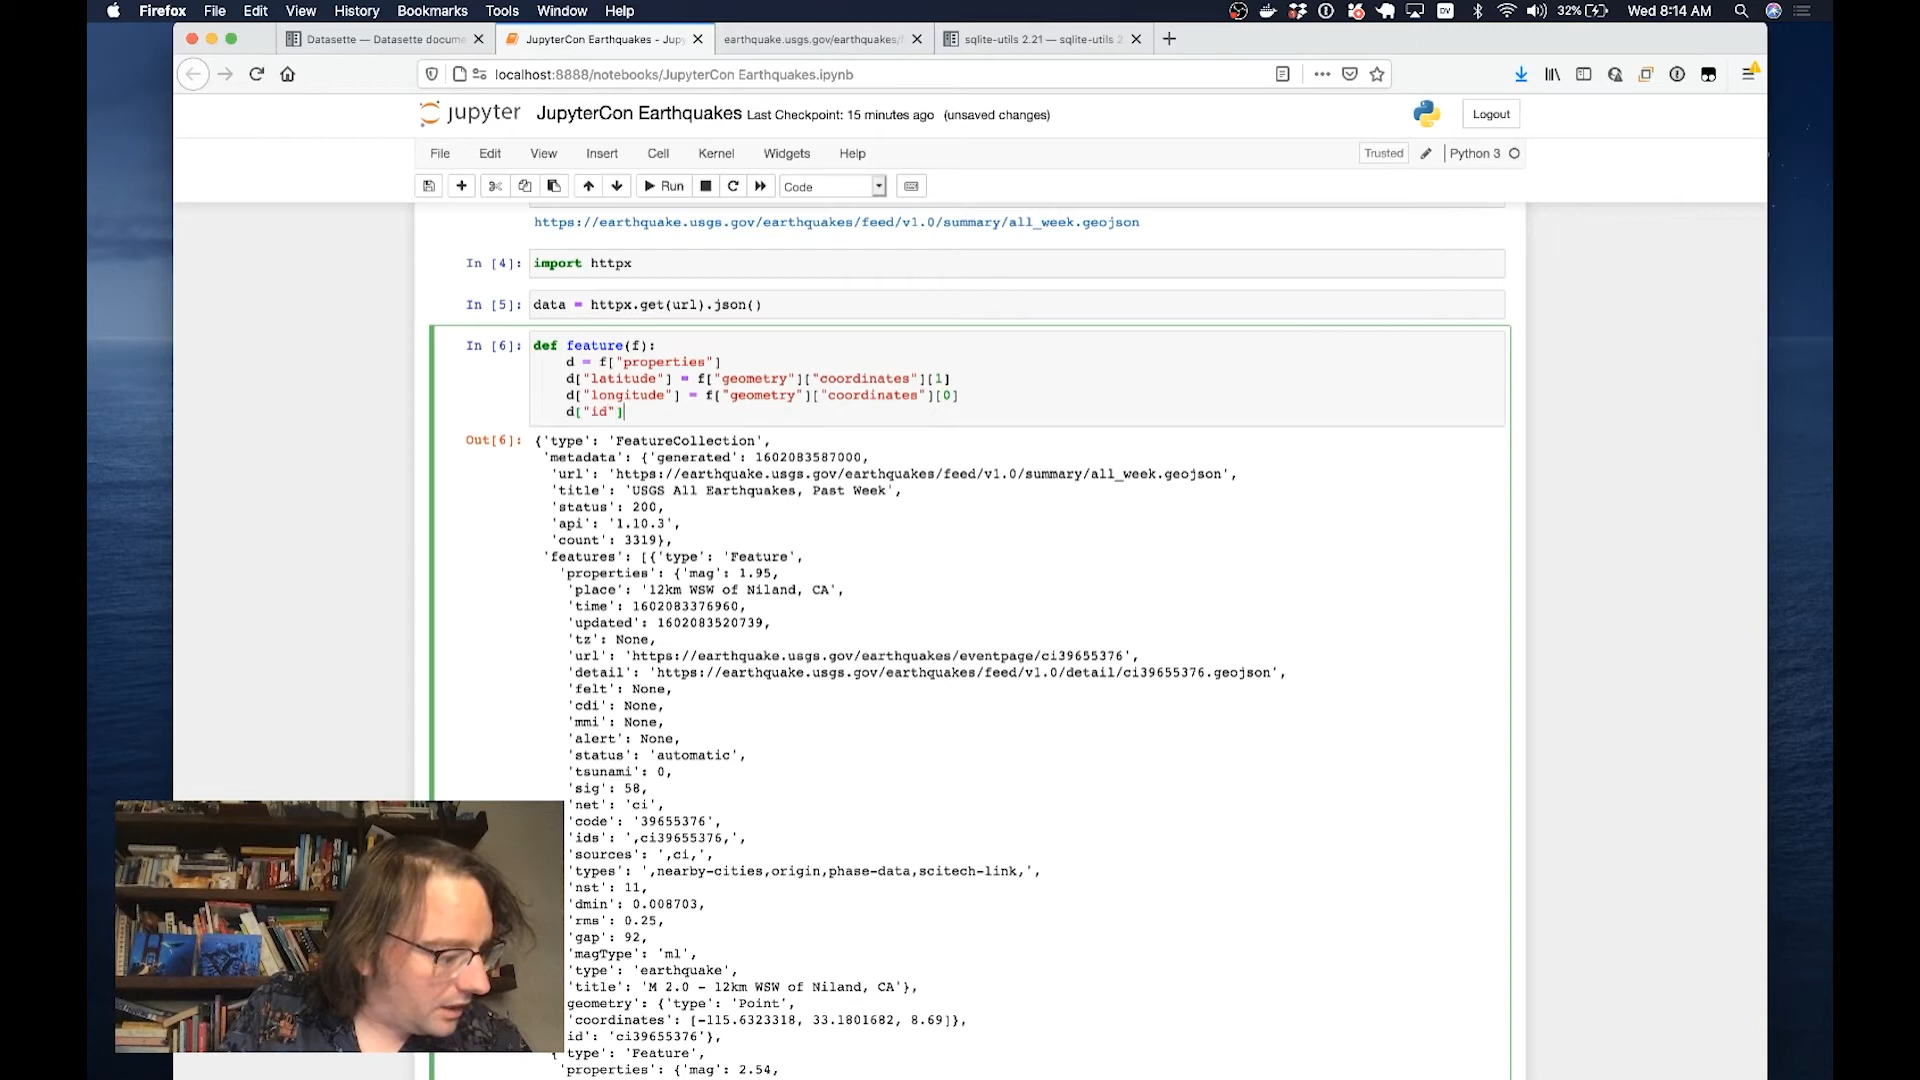 Firefox File Edit View History Bookmarks Tools Window Help 32% Wed 8:14 AM
Datasette — Datasette docume JupyterCon Earthquakes - Jupy earthquake.usgs.gov/earthquakes/f sqlite-utils 2.21 — sqlite-utils 2
localhost:8888/notebooks/JupyterCon Earthquakes.ipynb
jupyter JupyterCon Earthquakes Last Checkpoint: 15 minutes ago (unsaved changes) Logout
File Edit View Insert Cell Kernel Widgets Help Trusted Python 3
Run Code
https://earthquake.usgs.gov/earthquakes/feed/v1.0/summary/all_week.geojson
In [4]: import httpx
In [5]: data = httpx.get(url).json()
In [6]: def feature(f):
d = f["properties"]
d["latitude"] = f["geometry"]["coordinates"][1]
d["longitude"] = f["geometry"]["coordinates"][0]
d["id"]
Out[6]: {'type': 'FeatureCollection',
'metadata': {'generated': 1602083587000,
'url': 'https://earthquake.usgs.gov/earthquakes/feed/v1.0/summary/all_week.geojson',
'title': 'USGS All Earthquakes, Past Week',
'status': 200,
'api': '1.10.3',
'count': 3319},
'features': [{'type': 'Feature',
'properties': {'mag': 1.95,
'place': '12km WSW of Niland, CA',
'time': 1602083376960,
'updated': 1602083520739,
'tz': None,
'url': 'https://earthquake.usgs.gov/earthquakes/eventpage/ci39655376',
'detail': 'https://earthquake.usgs.gov/earthquakes/feed/v1.0/detail/ci39655376.geojson',
'felt': None,
'cdi': None,
'mmi': None,
'alert': None,
'status': 'automatic',
'tsunami': 0,
'sig': 58,
'net': 'ci',
'code': '39655376',
'ids': ',ci39655376,',
'sources': ',ci,',
'types': ',nearby-cities,origin,phase-data,scitech-link,',
'nst': 11,
'dmin': 0.008703,
'rms': 0.25,
'gap': 92,
'magType': 'ml',
'type': 'earthquake',
'title': 'M 2.0 - 12km WSW of Niland, CA'},
geometry': {'type': 'Point',
'coordinates': [-115.6323318, 33.1801682, 8.69]},
id': 'ci39655376'},
{'type': 'Feature',
'properties': {'mag': 2.54,